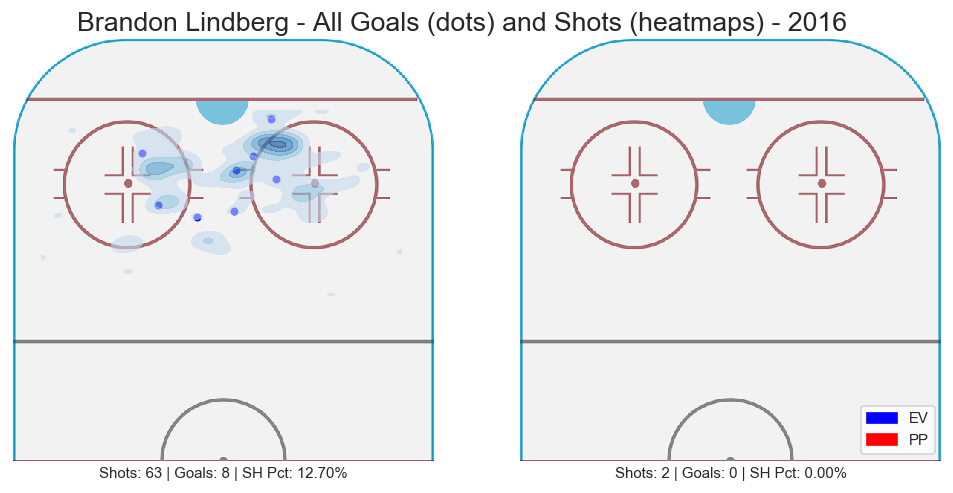 Brandon Lindberg - All Goals (dots) and Shots (heatmaps) - 2016
EV
PP
Shots: 63 | Goals: 8 | SH Pct: 12.70%
Shots: 2 | Goals: 0 | SH Pct: 0.00%